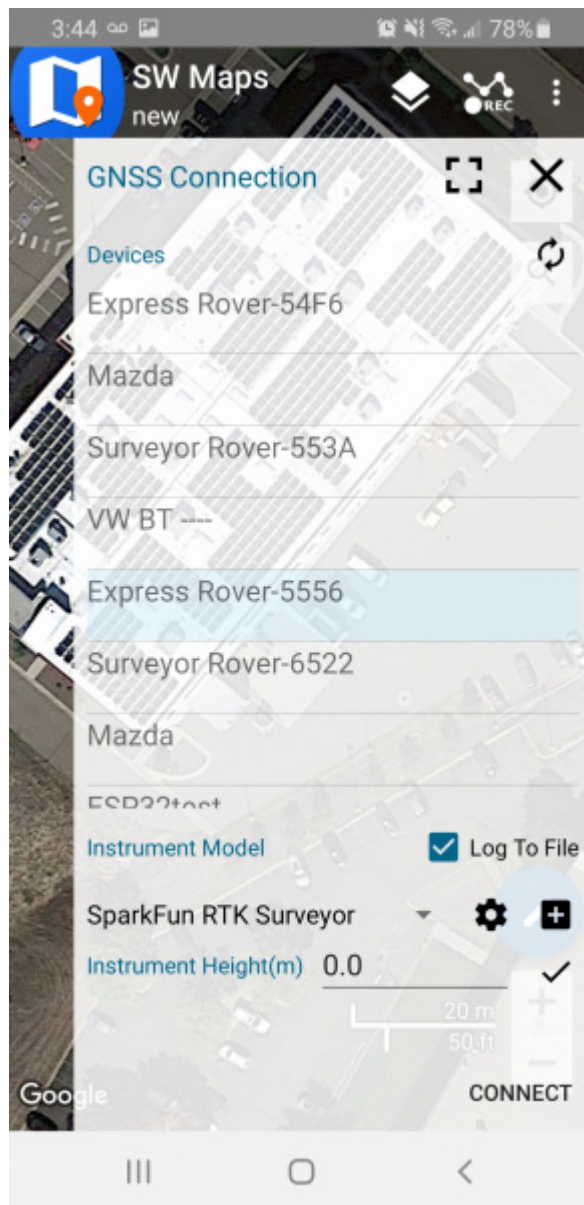 3:44 78%
SW Maps
new
REC
GNSS Connection
Devices
Express Rover-54F6
Mazda
Surveyor Rover-553A
VW BT ----
Express Rover-5556
Surveyor Rover-6522
Mazda
ESP32test
Instrument Model Log To File
SparkFun RTK Surveyor
Instrument Height(m) 0.0
20 m
50 ft
Google CONNECT